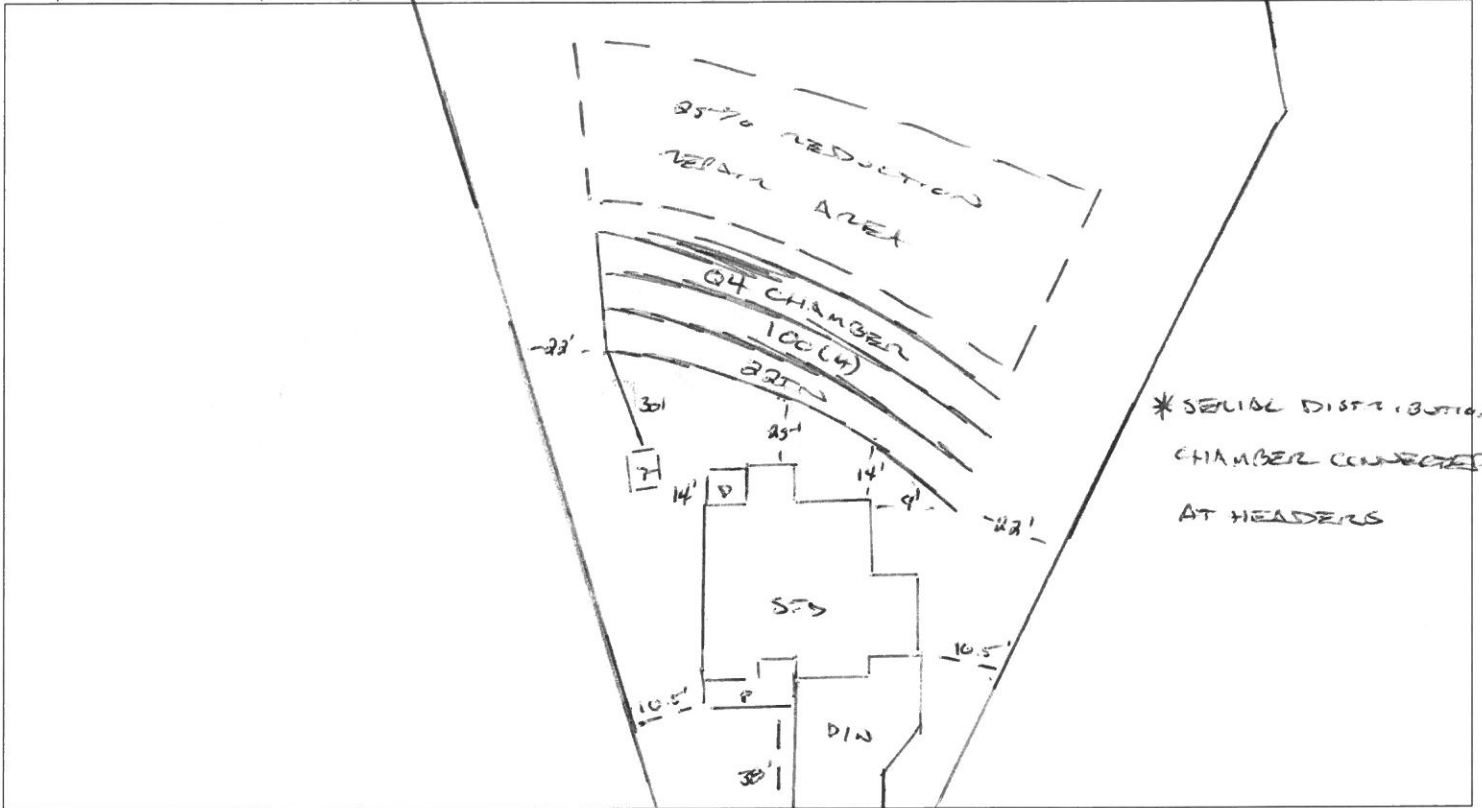 25% REDUCTION
REPAIR AREA
Q4 CHAMBER
100(4)
22IN
-22'
30'
25'
14'
9'
-22'
T
14'
D
SFD
10.5'
10.5'
P
D/W
38'
* SERIAL DISTRIBUTIO
CHAMBER CONNECTED
AT HEADERS